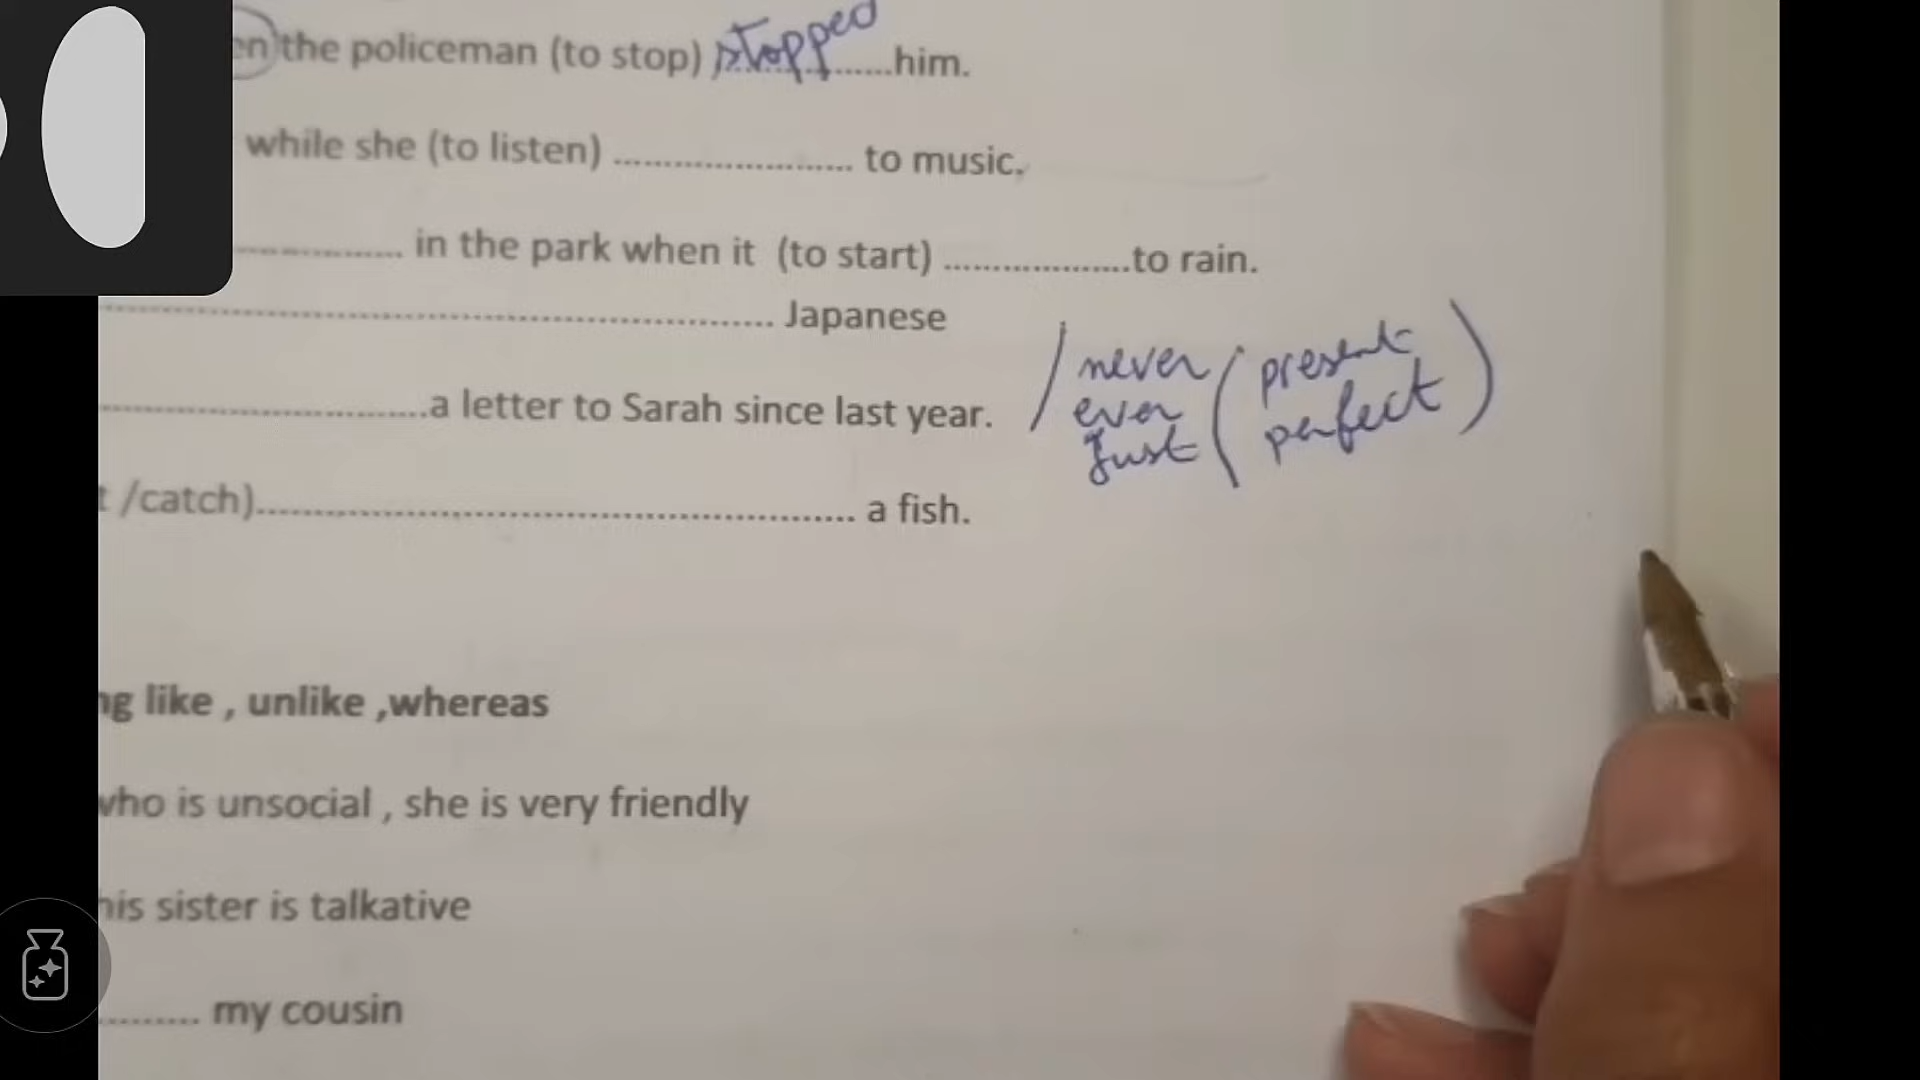 en the policeman (to stop) stopped him.
while she (to listen) ........................ to music.
................. in the park when it (to start) ...................to rain.
.................................................................... Japanese
.................................a letter to Sarah since last year.
t /catch)............................................................. a fish.
never
ever
Just
( present
perfect )
ng like , unlike ,whereas
who is unsocial , she is very friendly
his sister is talkative
.......... my cousin